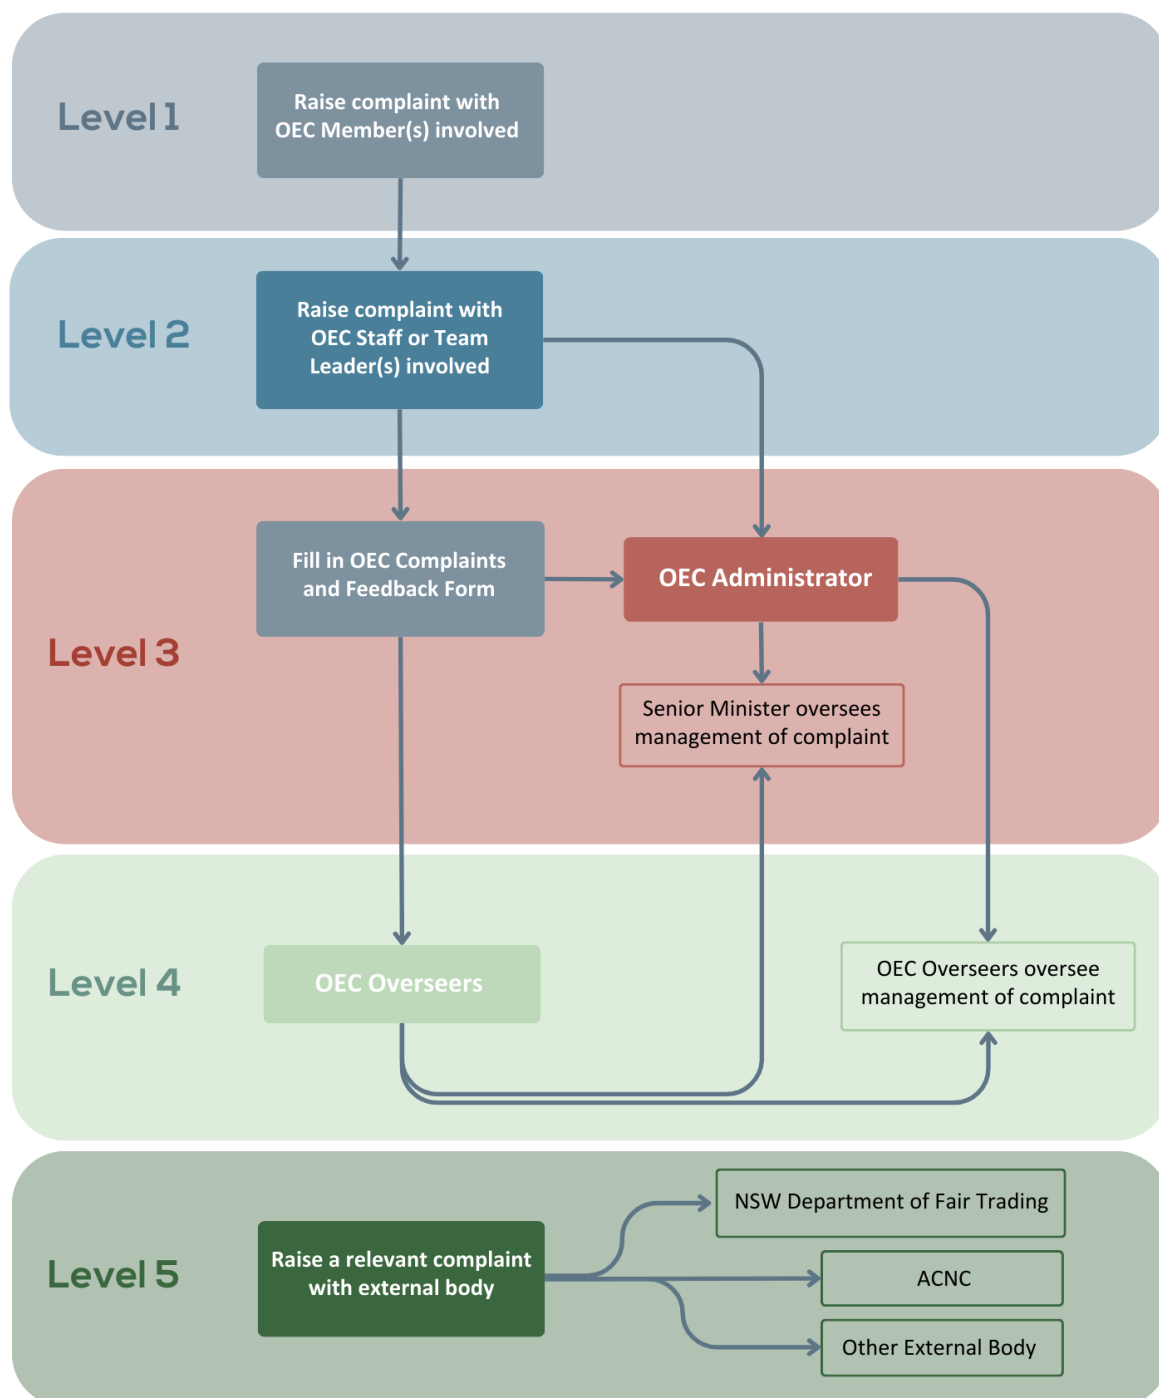 Level 1
Raise complaint with
OEC Member(s) involved
Level 2
Raise complaint with
OEC Staff or Team
Leader(s) involved
Level 3
Fill in OEC Complaints
and Feedback Form
OEC Administrator
Senior Minister oversees
management of complaint
Level 4
OEC Overseers
OEC Overseers oversee
management of complaint
Level 5
Raise a relevant complaint
with external body
NSW Department of Fair Trading
ACNC
Other External Body